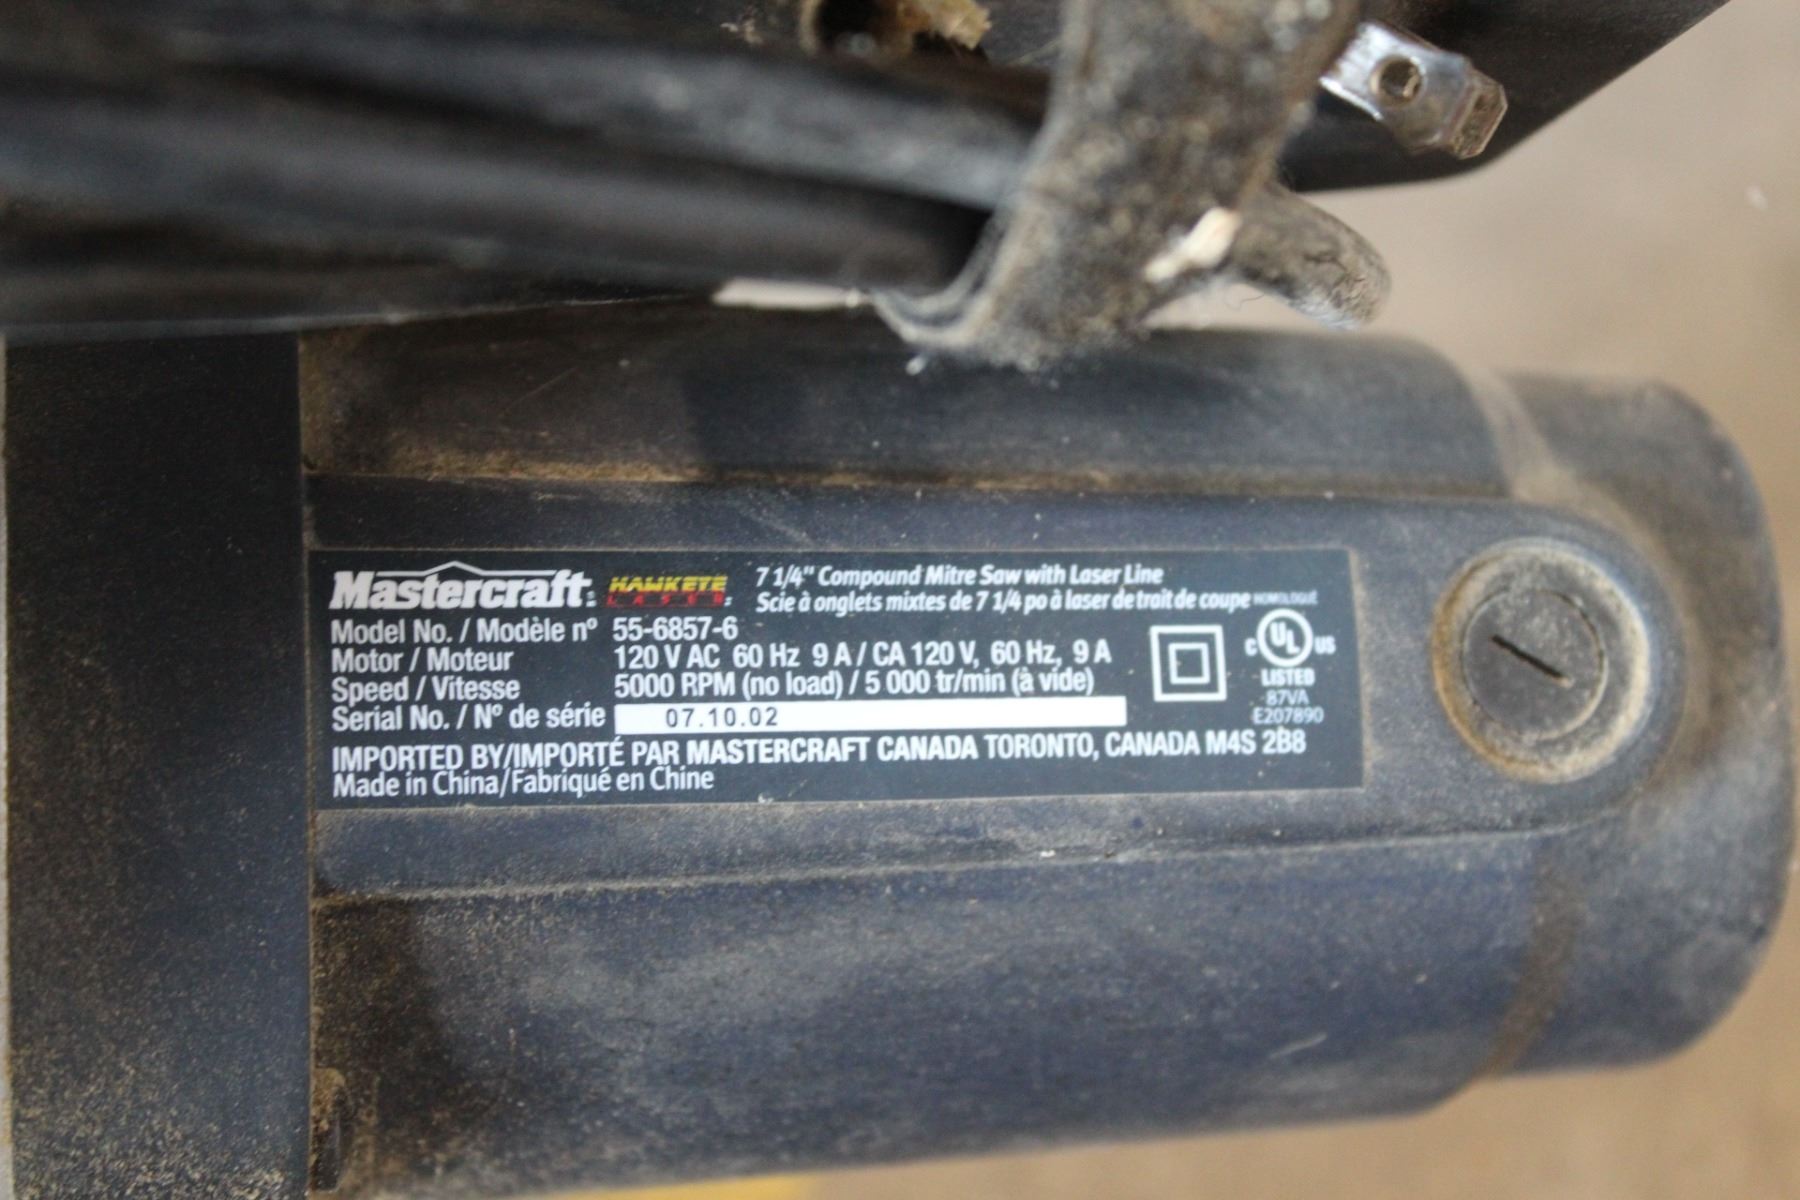 Mastercraft HAWKEYE LASER
7 1/4" Compound Mitre Saw with Laser Line
Scie à onglets mixtes de 7 1/4 po à laser de trait de coupe
HOMOLOGUÉ
Model No. / Modèle nº 55-6857-6
Motor / Moteur 120 V AC 60 Hz 9 A / CA 120 V, 60 Hz, 9 A
Speed / Vitesse 5000 RPM (no load) / 5 000 tr/min (à vide)
Serial No. / Nº de série 07.10.02
C UL US
LISTED
87VA
E207890
IMPORTED BY/IMPORTÉ PAR MASTERCRAFT CANADA TORONTO, CANADA M4S 2B8
Made in China/Fabriqué en Chine